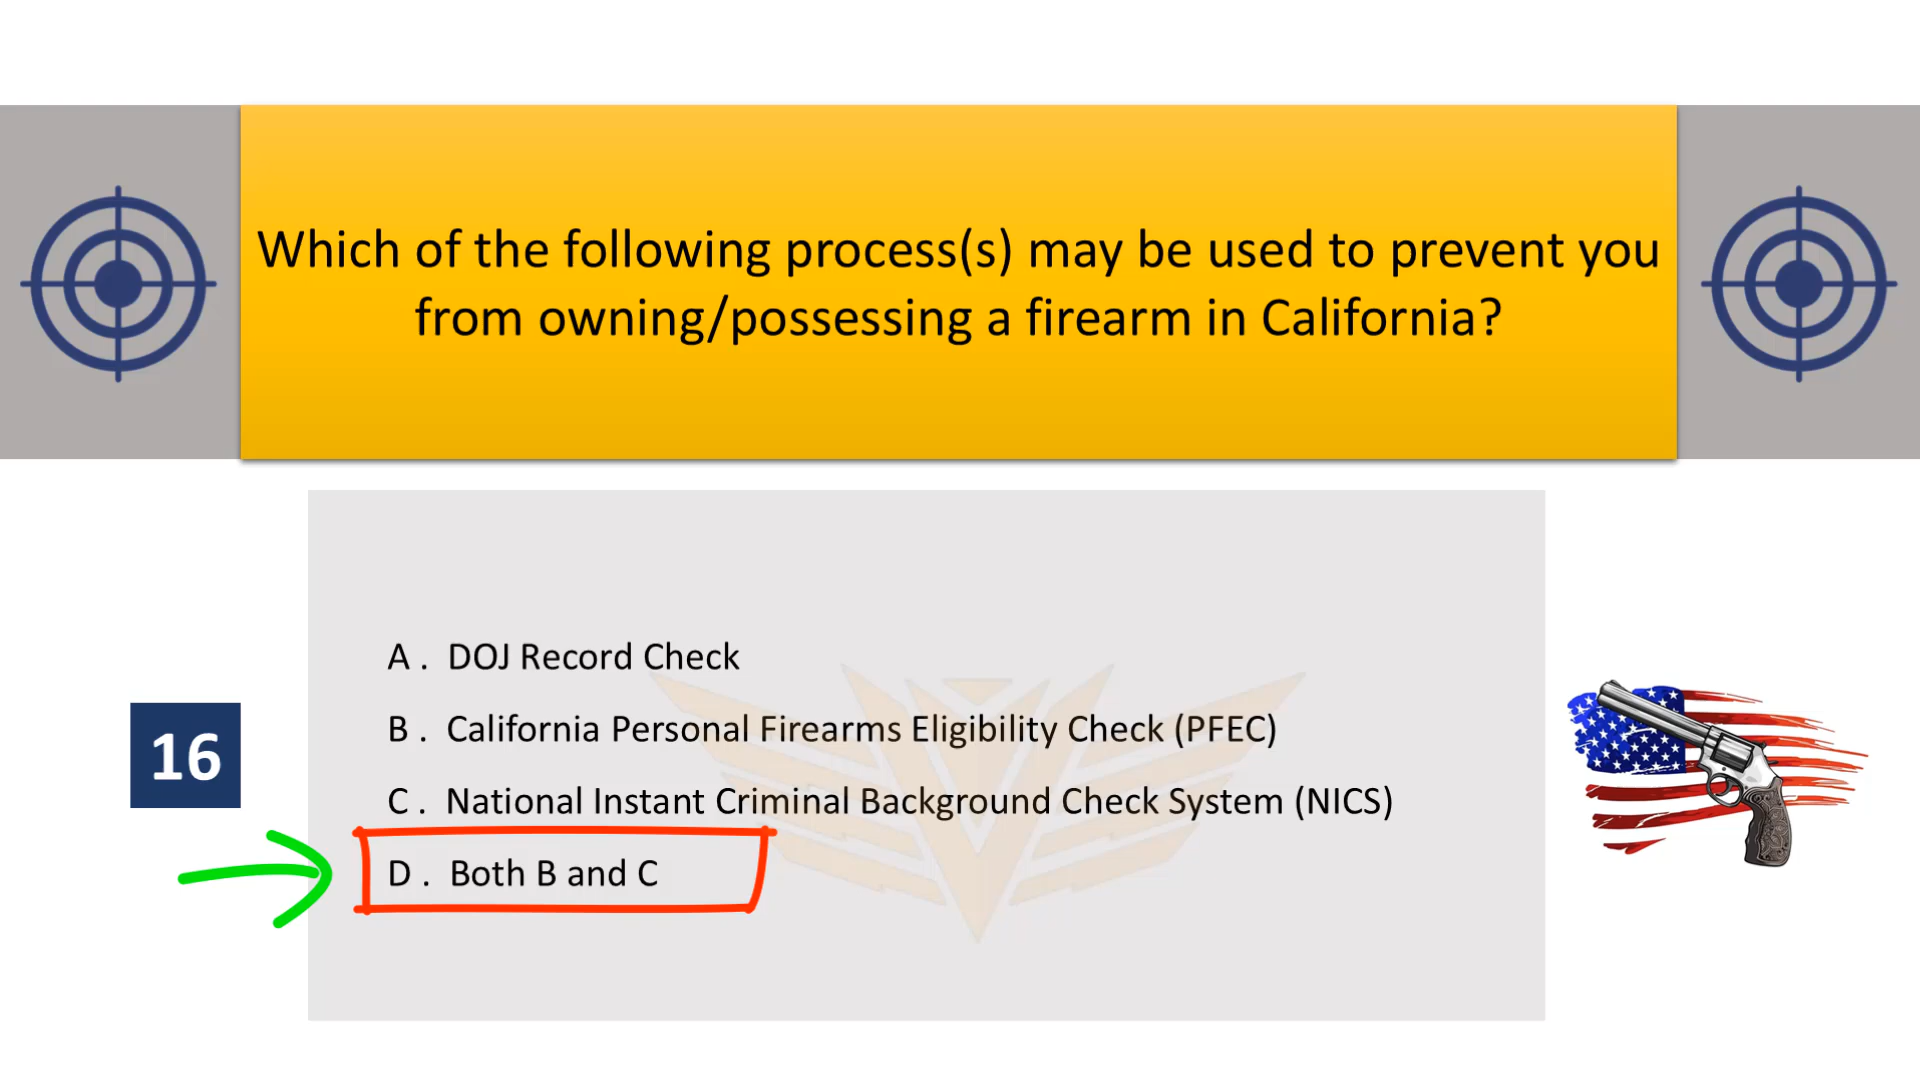 Which of the following process(s) may be used to prevent you
from owning/possessing a firearm in California?
16
A . DOJ Record Check
B . California Personal Firearms Eligibility Check (PFEC)
C . National Instant Criminal Background Check System (NICS)
D . Both B and C